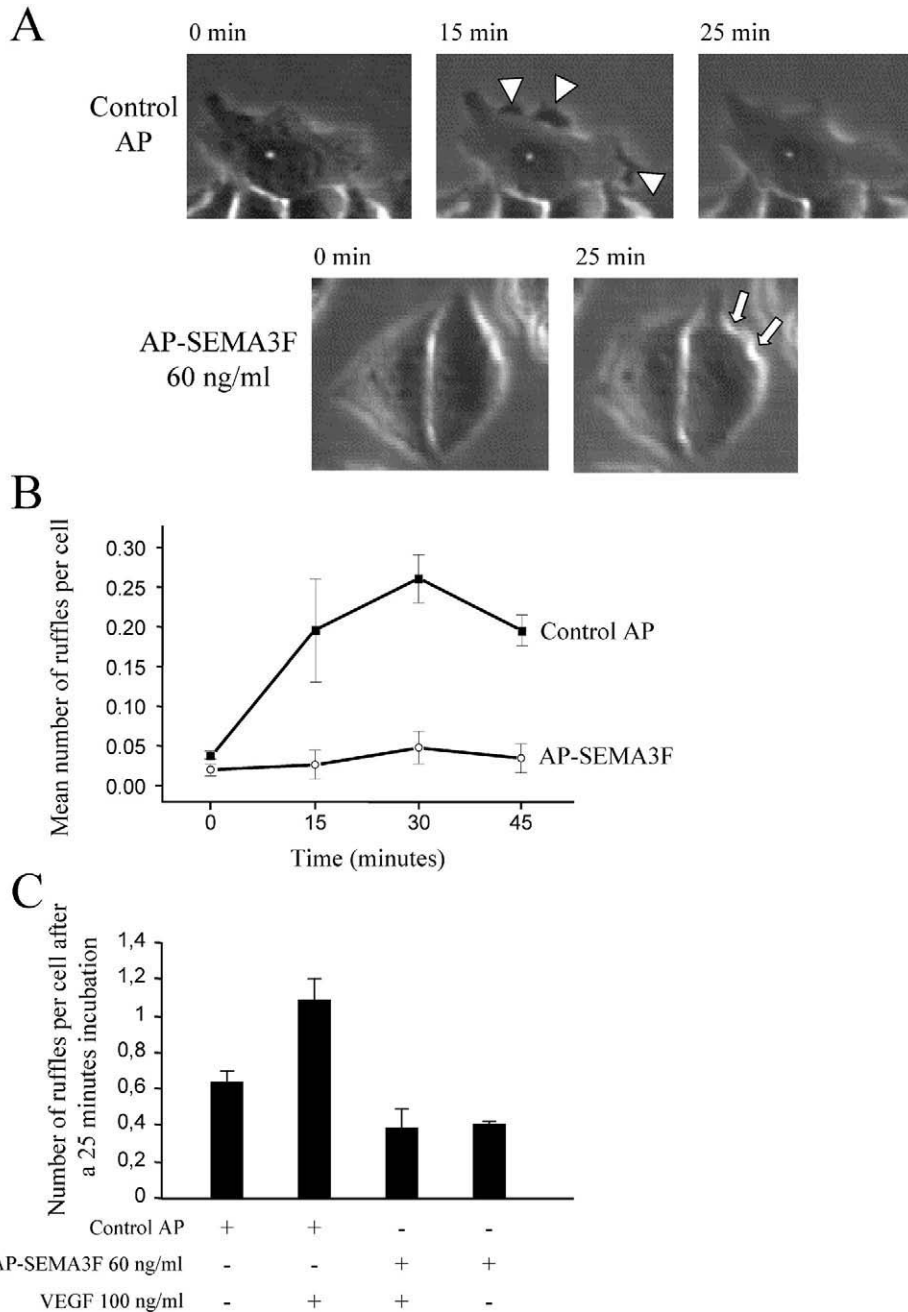 A
0 min
15 min
25 min
Control
AP
0 min
25 min
AP-SEMA3F
60 ng/ml
B
Mean number of ruffles per cell
0.30
0.25
0.20
0.15
0.10
0.05
0.00
Control AP
AP-SEMA3F
0
15
30
45
Time (minutes)
C
Number of ruffles per cell after
a 25 minutes incubation
1,4
1,2
1
0,8
0,6
0,4
0,2
0
Control AP + + - -
AP-SEMA3F 60 ng/ml - - + +
VEGF 100 ng/ml - + + -